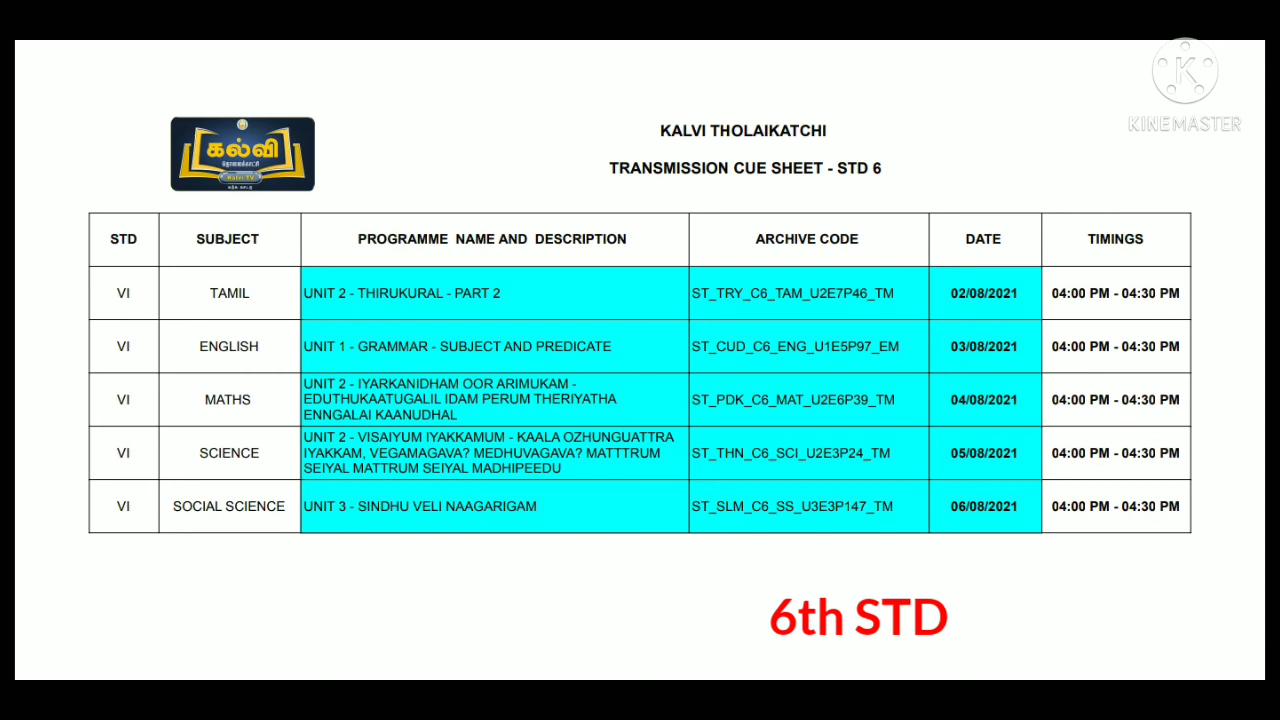 KINEMASTER
கல்வி
தொலைக்காட்சி
Kalvi TV
KALVI THOLAIKATCHI
TRANSMISSION CUE SHEET - STD 6
STD SUBJECT PROGRAMME NAME AND DESCRIPTION ARCHIVE CODE DATE TIMINGS
VI TAMIL UNIT 2 - THIRUKURAL - PART 2 ST_TRY_C6_TAM_U2E7P46_TM 02/08/2021 04:00 PM - 04:30 PM
VI ENGLISH UNIT 1 - GRAMMAR - SUBJECT AND PREDICATE ST_CUD_C6_ENG_U1E5P97_EM 03/08/2021 04:00 PM - 04:30 PM
UNIT 2 - IYARKANIDHAM OOR ARIMUKAM -
VI MATHS EDUTHUKAATUGALIL IDAM PERUM THERIYATHA ST_PDK_C6_MAT_U2E6P39_TM 04/08/2021 04:00 PM - 04:30 PM
ENNGALAI KAANUDHAL
UNIT 2 - VISAIYUM IYAKKAMUM - KAALA OZHUNGUATTRA
VI SCIENCE IYAKKAM, VEGAMAGAVA? MEDHUVAGAVA? MATTTRUM ST_THN_C6_SCI_U2E3P24_TM 05/08/2021 04:00 PM - 04:30 PM
SEIYAL MATTRUM SEIYAL MADHIPEEDU
VI SOCIAL SCIENCE UNIT 3 - SINDHU VELI NAAGARIGAM ST_SLM_C6_SS_U3E3P147_TM 06/08/2021 04:00 PM - 04:30 PM
6th STD